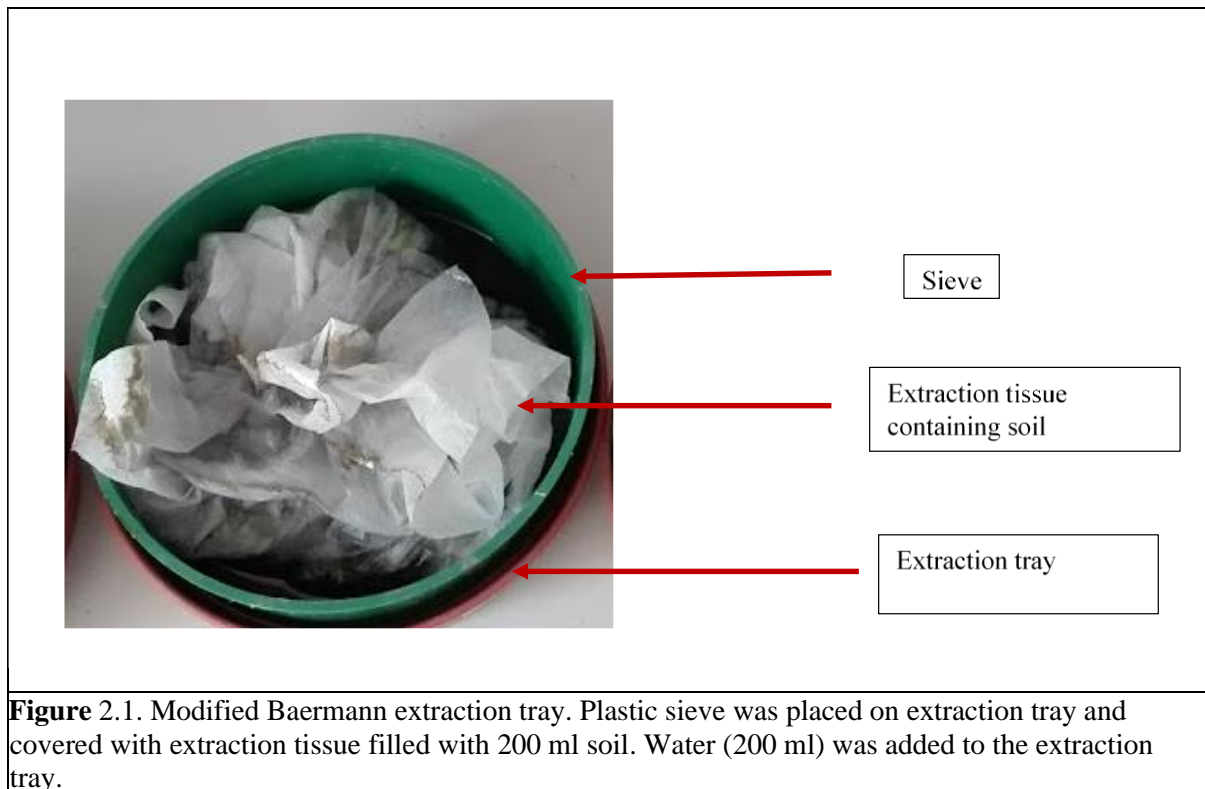 Sieve
Extraction tissue
containing soil
Extraction tray
Figure 2.1. Modified Baermann extraction tray. Plastic sieve was placed on extraction tray and
covered with extraction tissue filled with 200 ml soil. Water (200 ml) was added to the extraction
tray.